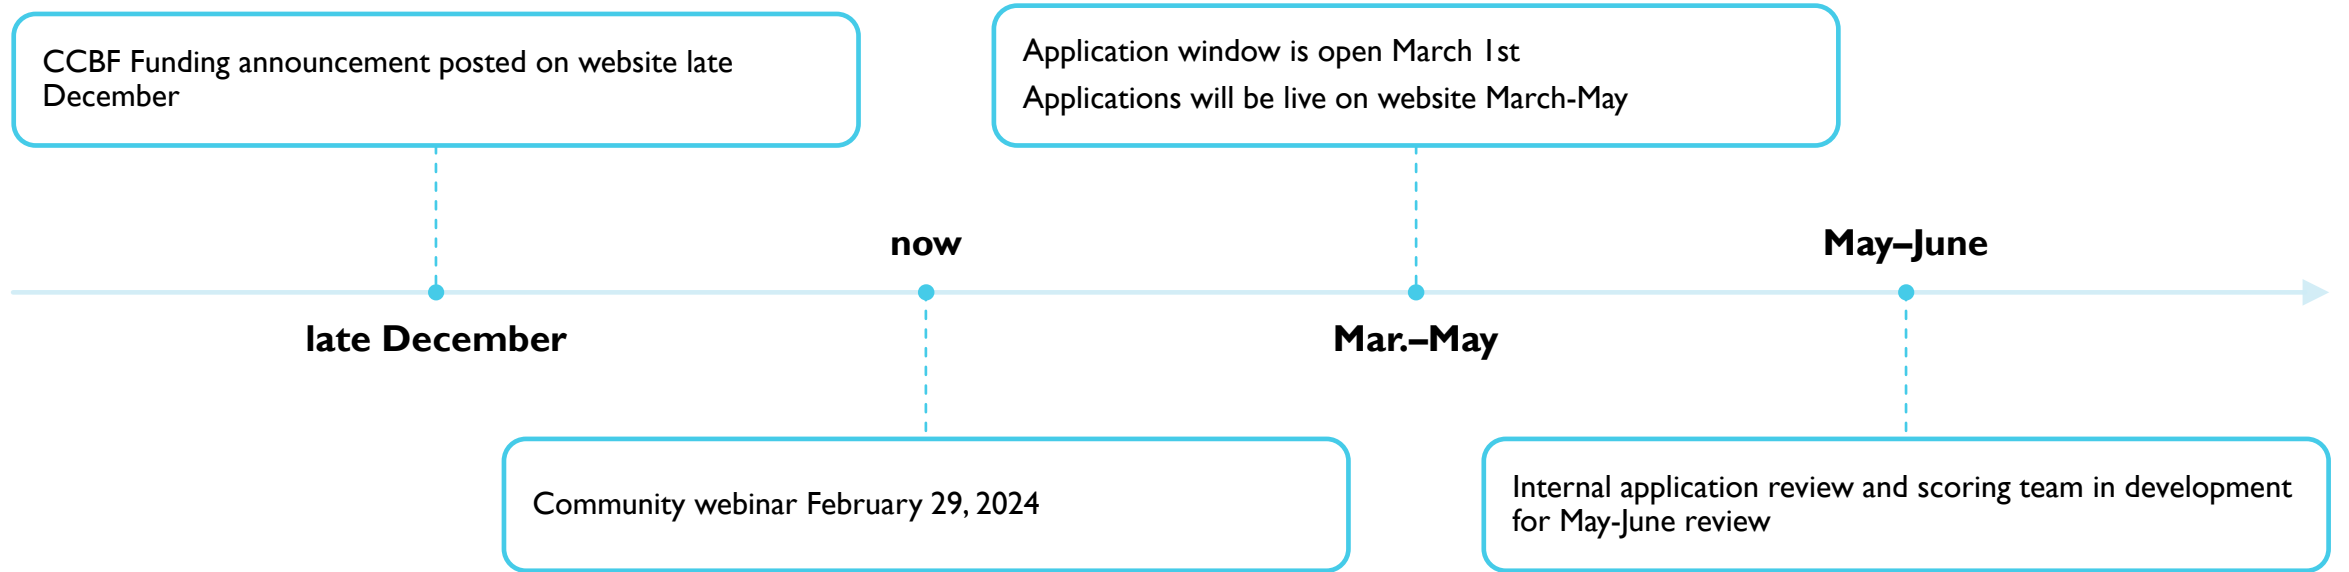 CCBF Funding announcement posted on website late
December
Application window is open March 1st
Applications will be live on website March-May
now
May–June
late December
Mar.–May
Community webinar February 29, 2024
Internal application review and scoring team in development
for May-June review